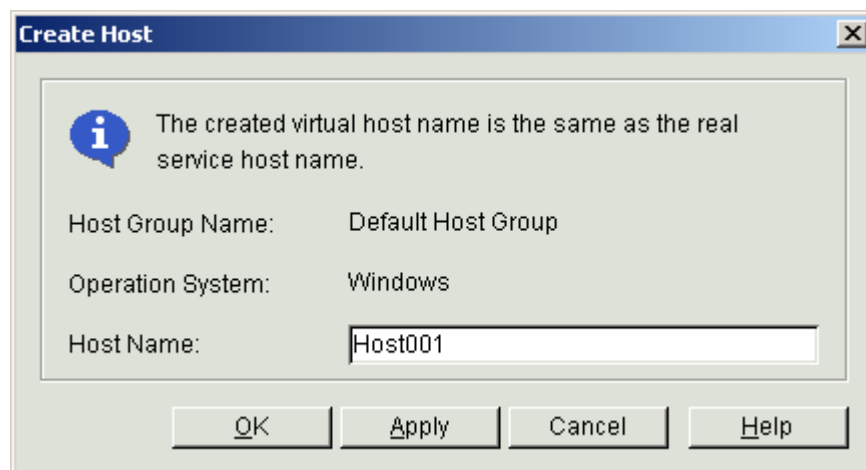 Create Host
The created virtual host name is the same as the real
service host name.
Host Group Name: Default Host Group
Operation System: Windows
Host Name: Host001
OK Apply Cancel Help